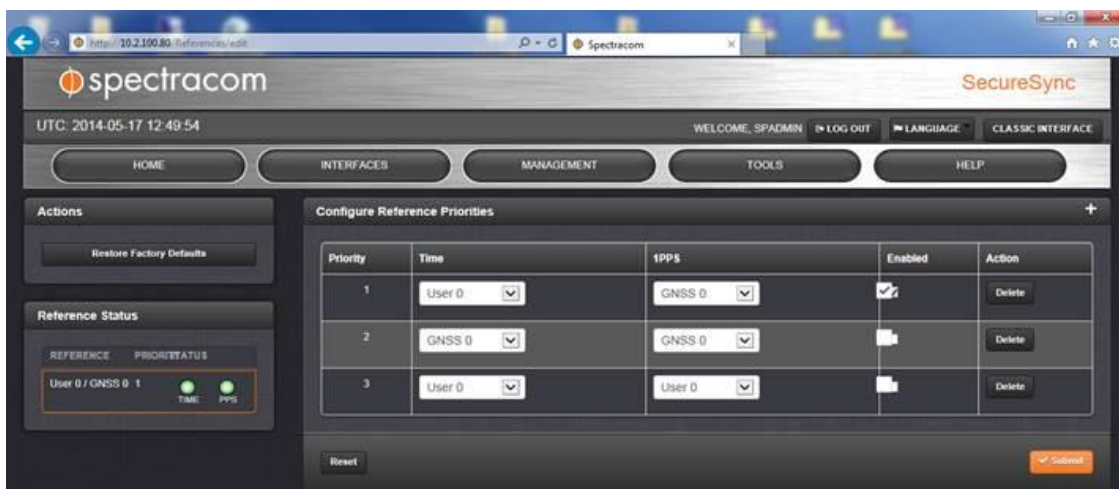 http://10.2.100.80/References/edit
Spectracom
spectracom
SecureSync
UTC: 2014-05-17 12:49:54
WELCOME, SPADMIN
LOG OUT
LANGUAGE
CLASSIC INTERFACE
HOME
INTERFACES
MANAGEMENT
TOOLS
HELP
Actions
Restore Factory Defaults
Reference Status
REFERENCE PRIORITY STATUS
User 0 / GNSS 0 1
TIME PPS
Configure Reference Priorities
Priority Time 1PPS Enabled Action
1 User 0 GNSS 0 Delete
2 GNSS 0 GNSS 0 Delete
3 User 0 User 0 Delete
Reset
Submit